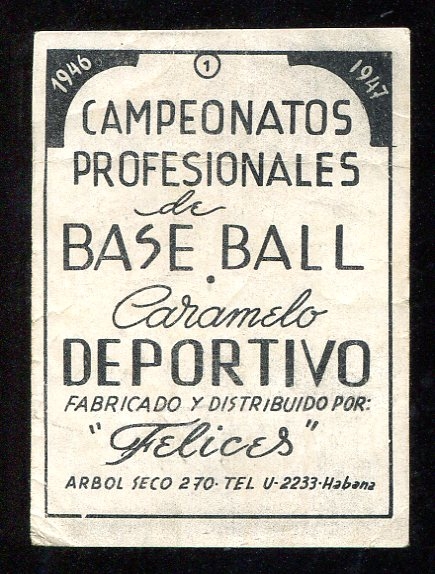 1946 1 1947
CAMPEONATOS
PROFESIONALES
de
BASE.BALL
Caramelo
DEPORTIVO
FABRICADO Y DISTRIBUIDO POR:
"Felices"
ARBOL SECO 270·TEL U-2233·Habana